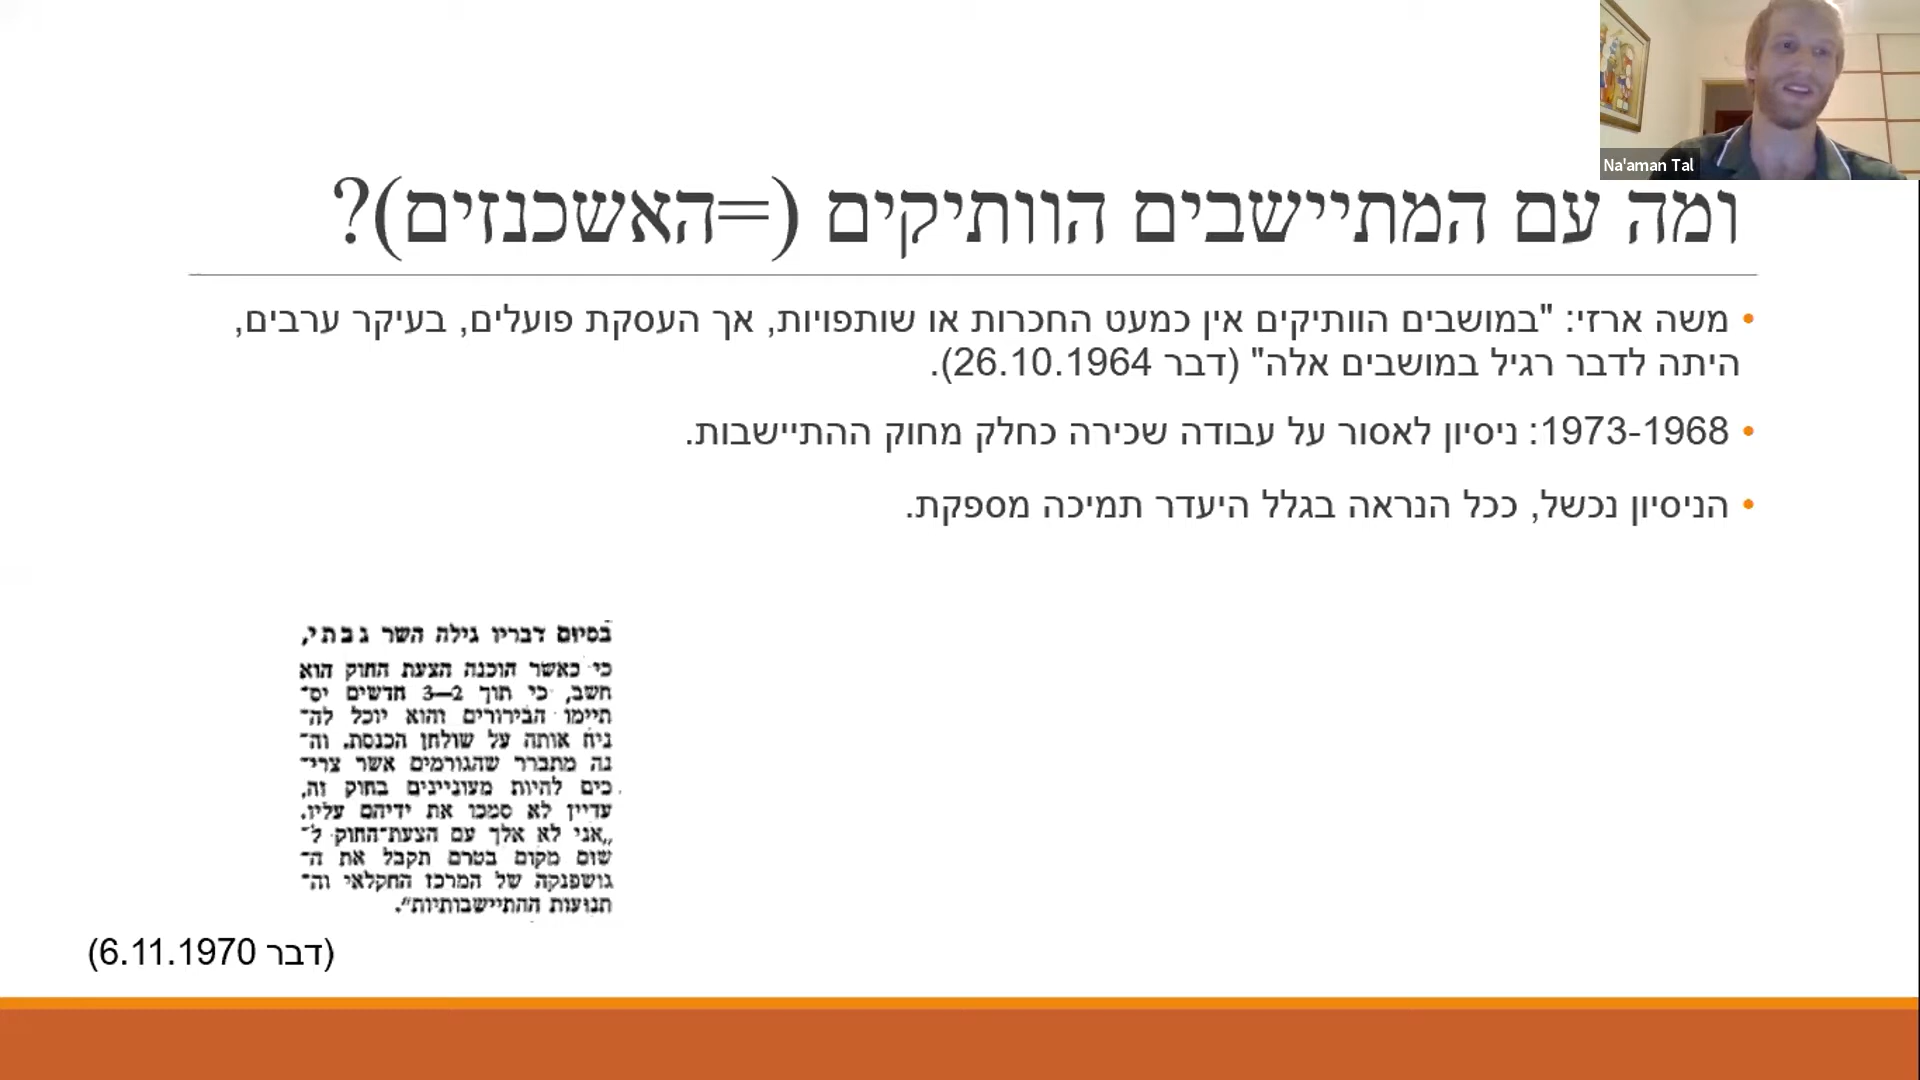 Na'aman Tal
ומה עם המתיישבים הוותיקים (=האשכנזים)?
• משה ארזי: "במושבים הוותיקים אין כמעט החכרות או שותפויות, אך העסקת פועלים, בעיקר ערבים,
היתה לדבר רגיל במושבים אלה" (דבר 26.10.1964).
• 1973-1968: ניסיון לאסור על עבודה שכירה כחלק מחוק ההתיישבות.
• הניסיון נכשל, ככל הנראה בגלל היעדר תמיכה מספקת.
בסיום דבריו גילה השר גבתי,
כי כאשר הוכנה הצעת החוק הוא
חשב, כי תוך 2—3 חדשים יס־
תיימו הבירורים והוא יוכל לה־
ניח אותה על שולחן הכנסת. וה־
נה מתברר שהגורמים אשר צרי־
כים להיות מעוניינים בחוק זה,
עדיין לא סמכו את ידיהם עליו.
„אני לא אלך עם הצעת־החוק ל־
שום מקום בטרם תקבל את ה־
גושפנקה של המרכז החקלאי וה־
תנועות ההתיישבותיות".
(דבר 6.11.1970)